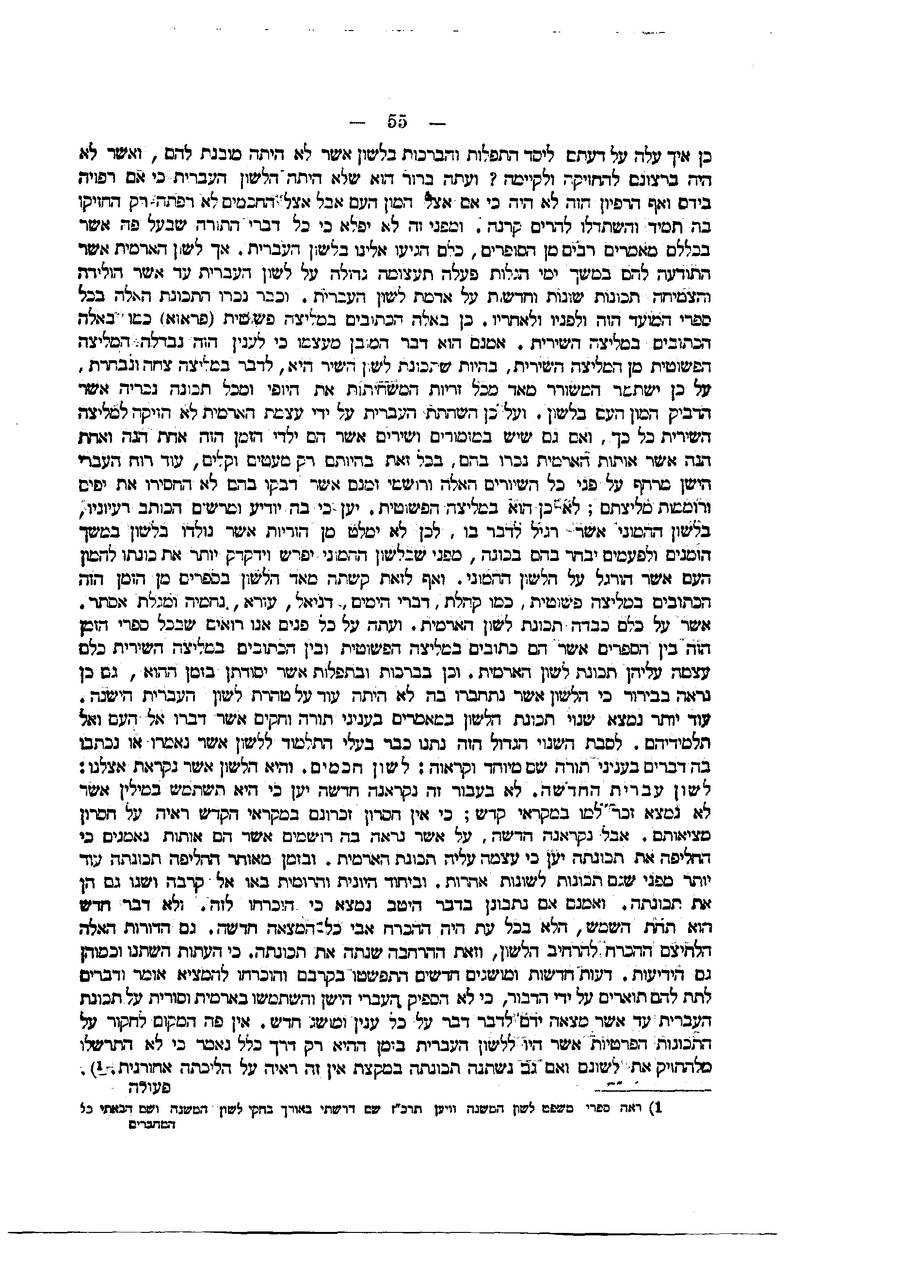 — 55 —
כן איך עלה על דעתם ליסד התפלות והברכות בלשון אשר לא היתה מובנת להם , ואשר לא
היה ברצונם להחזיקה ולקיימה ? ועתה ברור הוא שלא היתה הלשון העברית כי אם רפויה
בידם ואף הרפיון הזה לא היה כי אם אצל המון העם אבל אצל החכמים לא רפתה רק החזיקו
בה תמיד והשתדלו להרים קרנה . ומפני זה לא יפלא כי כל דברי התורה שבעל פה אשר
בכללם מאמרים רבים מן הסופרים , כלם הגיעו אלינו בלשון העברית . אך לשון הארמית אשר
התודעה להם במשך ימי הגלות פעלה תעצומה גדולה על לשון העברית עד אשר הולידה
והצמיחה תכונות שונות וחדשות על אדמת לשון העברית . וכבר נכרו התכונת האלה בכל
ספרי המועד הזה ולפניו ולאחריו . כן באלה הכתובים במליצה פשטית (פראזא) כמו באלה
הכתובים במליצה השירית . אמנם הוא דבר המובן מעצמו כי לענין הזה נבדלה המליצה
הפשוטית מן המליצה השירית , בהיות שתכונת לשון השיר היא , לדבר במליצה צחה ונבחרת ,
על כן ישתמר המשורר מאד מכל זריות המשחיתות את היופי ומכל תכונה נכריה אשר
הדביק המון העם בלשון . ועל כן השחתת העברית על ידי עצמת הארמית לא הזיקה למליצה
השירית כל כך , ואם גם שיש במזמורים ושירים אשר הם ילדי הזמן הזה אחת הנה ואחת
הנה אשר אותות הארמית נכרו בהם , בכל זאת בהיותם רק מעטים וקלים , עוד רוח העברי
הישן מרחף על פני כל השיורים האלה ורושמי זמנם אשר דבקו בהם לא החסירו את יפים
ורוממות מליצתם ; לא כן הוא במליצה הפשוטית . יען כי בה יודיע ומרשים הכותב רעיוניו ,
בלשון ההמוני אשר רגיל לדבר בו , לכן לא ימלט מן הזריות אשר נולדו בלשון במשך
הזמנים ולפעמים יבחר בהם בכונה , מפני שבלשון ההמוני יפרש וידקדק יותר את כונתו להמון
העם אשר הורגל על הלשון ההמוני . ואף לזאת קשתה מאד הלשון בספרים מן הזמן הזה
הכתובים במליצה פשוטית , כמו קהלת , דברי הימים , דניאל , עזרא , נחמיה ומגלת אסתר .
אשר על כלם כבדה תכונת לשון הארמית . ועתה על כל פנים אנו רואים שבכל ספרי הזמן
הזה בין הספרים אשר הם כתובים במליצה הפשוטית ובין הכתובים במליצה השירית כלם
עצמה עליהן תכונת לשון הארמית . וכן בברכות ובתפלות אשר יסודתן בזמן ההוא , גם כן
נראה בבירור כי הלשון אשר נתחברו בה לא היתה עוד על טהרת לשון העברית הישנה .
עוד יותר נמצא שנוי תכונת הלשון במאמרים בעניני תורה וחקים אשר דברו אל העם ואל
תלמידיהם . לסבת השנוי הגדול הזה נתנו כבר בעלי התלמוד ללשון אשר נאמרו או נכתבו
בה דברים בעניני תורה שם מיוחד וקראוה : לשון חכמים . והיא הלשון אשר נקראת אצלנו :
לשון עברית החדשה . לא בעבור זה נקראנה חדשה יען כי היא תשתמש במילין אשר
לא נמצא זכר למו במקראי קדש ; כי אין חסרון זכרונם במקראי הקדש ראיה על חסרון
מציאותם . אבל נקראנה חדשה , על אשר נראה בה רושמים אשר הם אותות נאמנים כי
החליפה את תכונתה יען כי עצמה עליה תכונת הארמית . ובזמן מאוחר החליפה תכונתה עוד
יותר מפני שגם תכונות לשונות אחרות . וביחוד היונית והרומית באו אל קרבה ושנו גם הן
את תכונתה . ואמנם אם נתבונן בדבר היטב נמצא כי הוכרחו לזה . ולא דבר חדש
הוא תחת השמש , הלא בכל עת היה ההכרח אבי כל המצאה חדשה . גם הדורות האלה
הלחיצם ההכרח להרחיב הלשון , וזאת ההרחבה שנתה את תכונתה . כי העתות השתנו וכמוהן
גם הידיעות . דעות חדשות ומושגים חדשים התפשטו בקרבם והוכרחו להמציא אומר ודברים
לתת להם תוארים על ידי הדבור , כי לא הספיק העברי הישן והשתמשו בארמית וסורית על תכונת
העברית עד אשר מצאה ידם לדבר דבר על כל ענין ומושג חדש . אין פה המקום לחקור על
התכונות הפרטיות אשר היו ללשון העברית בזמן ההיא רק דרך כלל נאמר כי לא התרשלו
מלהחזיק את לשונם ואם גם נשתנה תכונתה במקצת אין זה ראיה על הליכתה אחורנית . 1) .
פעולה
1) ראה ספרי משפט לשון המשנה וויען תרכ"ז שם דרשתי באורך בחקי לשון המשנה ושם הבאתי כל
המחברים